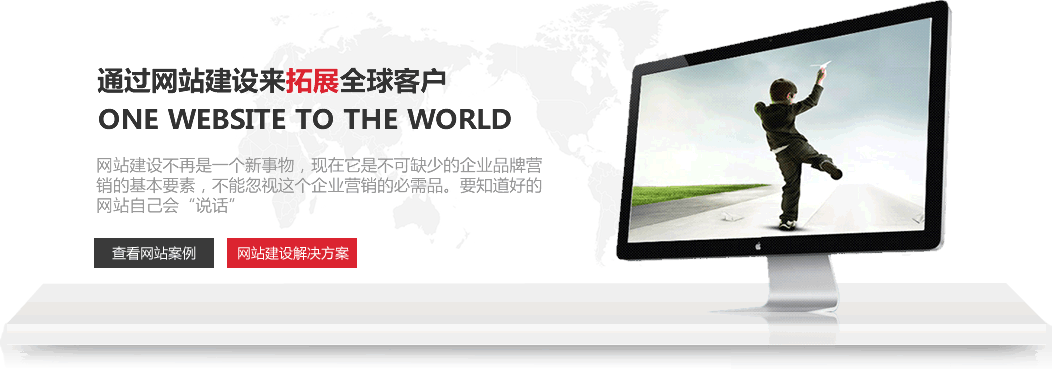 通过网站建设来拓展全球客户
ONE WEBSITE TO THE WORLD
网站建设不再是一个新事物，现在它是不可缺少的企业品牌营
销的基本要素，不能忽视这个企业营销的必需品。要知道好的
网站自己会“说话”
查看网站案例
网站建设解决方案